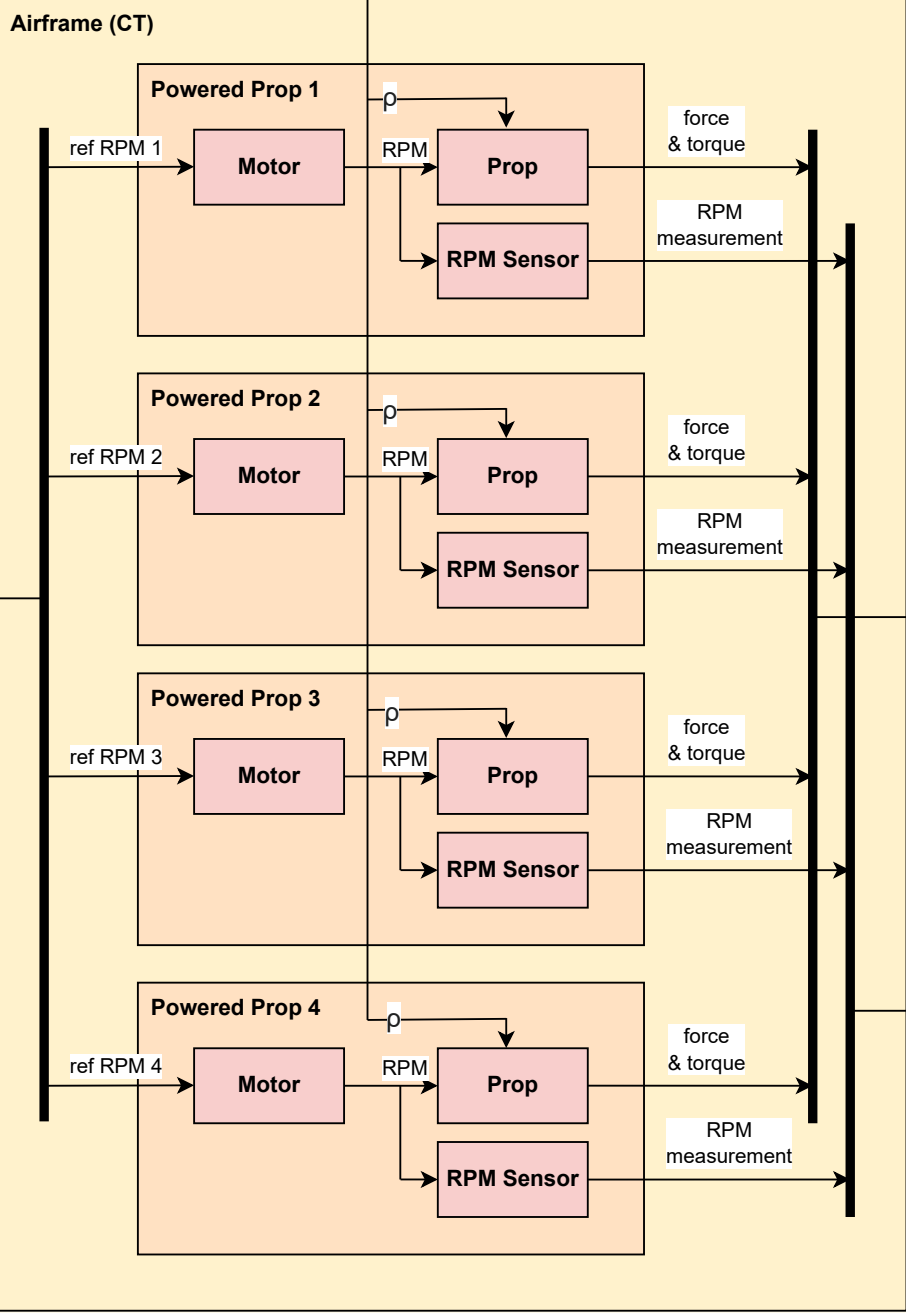 Airframe (CT)
Powered Prop 1
ρ
ref RPM 1
Motor
RPM
Prop
force
& torque
RPM Sensor
RPM
measurement
Powered Prop 2
ρ
ref RPM 2
Motor
RPM
Prop
force
& torque
RPM Sensor
RPM
measurement
Powered Prop 3
ρ
ref RPM 3
Motor
RPM
Prop
force
& torque
RPM Sensor
RPM
measurement
Powered Prop 4
ρ
ref RPM 4
Motor
RPM
Prop
force
& torque
RPM Sensor
RPM
measurement